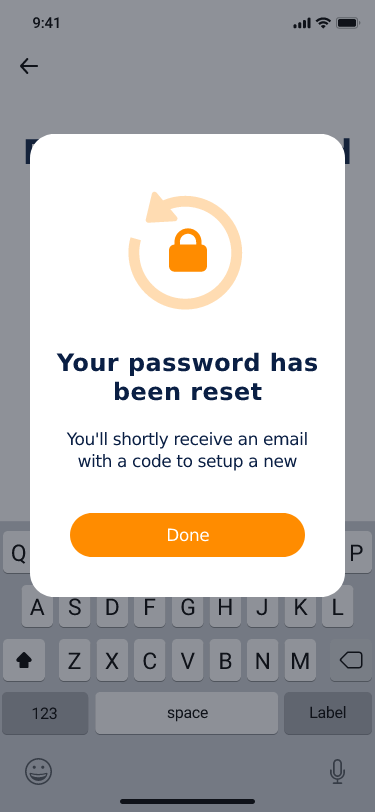 9:41
Your password has
been reset
You'll shortly receive an email
with a code to setup a new
Done
Q P
A S D F G H J K L
Z X C V B N M
123 space Label